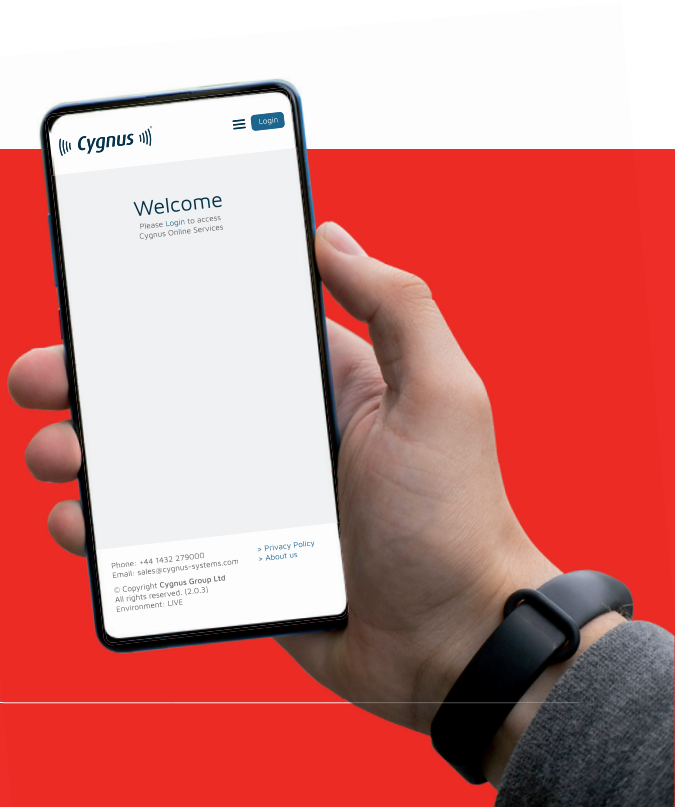 Cygnus
Login
Welcome
Please Login to access
Cygnus Online Services
Phone: +44 1432 279000
Email: sales@cygnus-systems.com
> Privacy Policy
> About us
© Copyright Cygnus Group Ltd
All rights reserved. (2.0.3)
Environment: LIVE